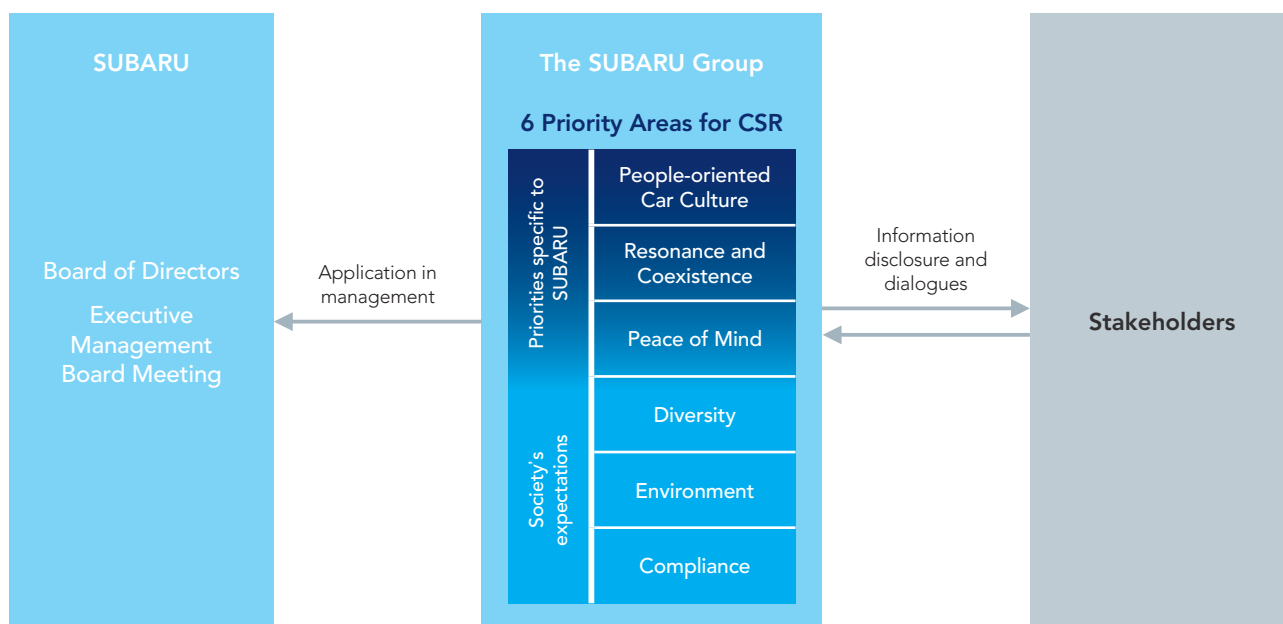 SUBARU
Board of Directors
Executive
Management
Board Meeting
Application in
management
The SUBARU Group
6 Priority Areas for CSR
Priorities specific to
SUBARU
People-oriented
Car Culture
Resonance and
Coexistence
Peace of Mind
Society's
expectations
Diversity
Environment
Compliance
Information
disclosure and
dialogues
Stakeholders